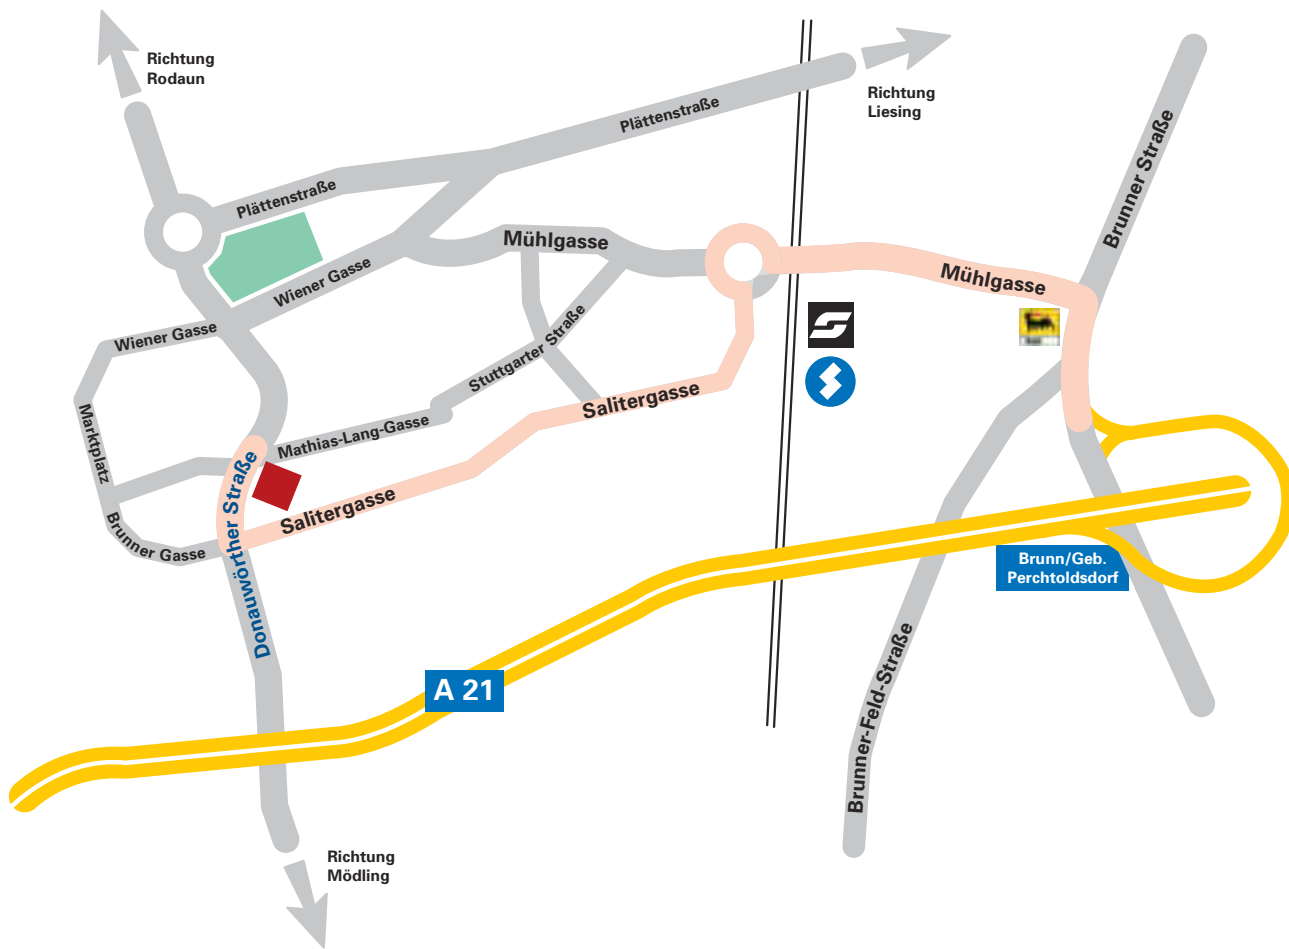 Richtung
Rodaun
Richtung
Liesing
Plättenstraße
Plättenstraße
Brunner Straße
Mühlgasse
Wiener Gasse
Mühlgasse
Wiener Gasse
Stuttgarter Straße
Salitergasse
Marktplatz
Mathias-Lang-Gasse
Donauwörther Straße
Salitergasse
Brunner Gasse
Brunn/Geb.
Perchtoldsdorf
A 21
Brunner-Feld-Straße
Richtung
Mödling